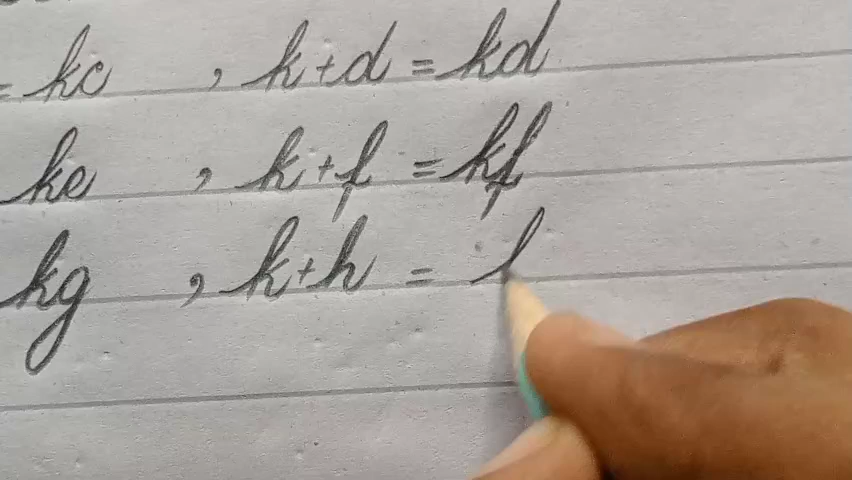 = kc , k+d = kd
ke , k+f = kf
kg , k+h =